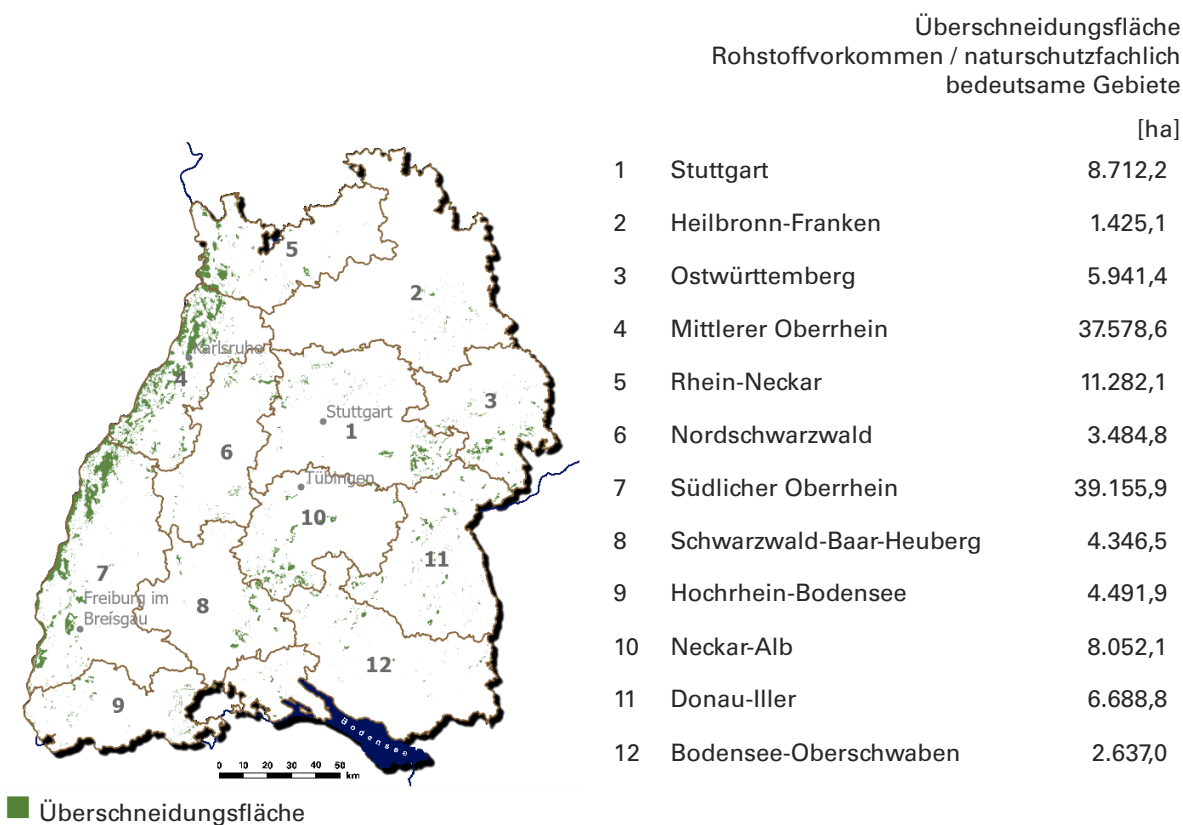 Überschneidungsfläche
Rohstoffvorkommen / naturschutzfachlich
bedeutsame Gebiete
[ha]
1 Stuttgart 8.712,2
2 Heilbronn-Franken 1.425,1
3 Ostwürttemberg 5.941,4
4 Mittlerer Oberrhein 37.578,6
5 Rhein-Neckar 11.282,1
6 Nordschwarzwald 3.484,8
7 Südlicher Oberrhein 39.155,9
8 Schwarzwald-Baar-Heuberg 4.346,5
9 Hochrhein-Bodensee 4.491,9
10 Neckar-Alb 8.052,1
11 Donau-Iller 6.688,8
12 Bodensee-Oberschwaben 2.637,0
5
2
Karlsruhe
4
3
Stuttgart
1
6
Tübingen
10
11
7
Freiburg im
Breisgau
8
12
9
Bodensee
0 10 20 30 40 50
km
Überschneidungsfläche